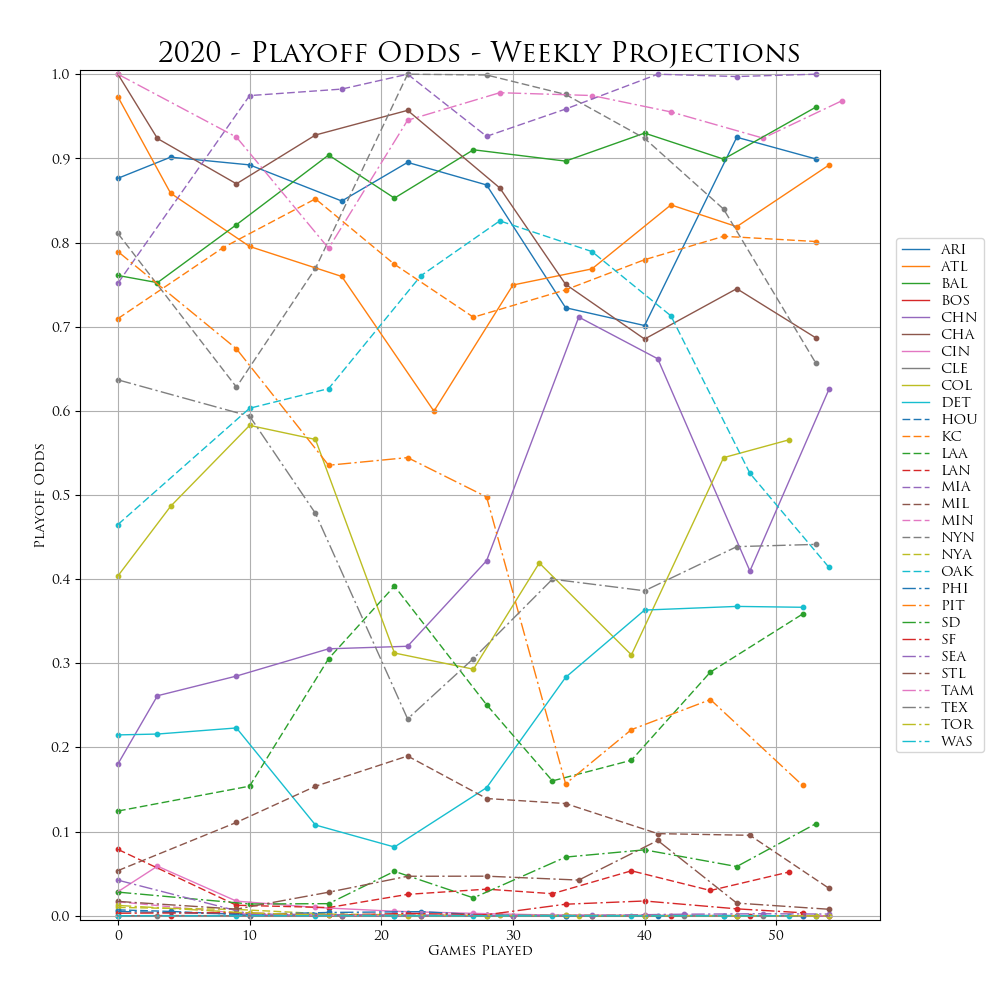 2020 - Playoff Odds - Weekly Projections
1.0
0.9
0.8
0.7
0.6
0.5
0.4
0.3
0.2
0.1
0.0
Playoff Odds
0 10 20 30 40 50
Games Played
ARI
ATL
BAL
BOS
CHN
CHA
CIN
CLE
COL
DET
HOU
KC
LAA
LAN
MIA
MIL
MIN
NYN
NYA
OAK
PHI
PIT
SD
SF
SEA
STL
TAM
TEX
TOR
WAS